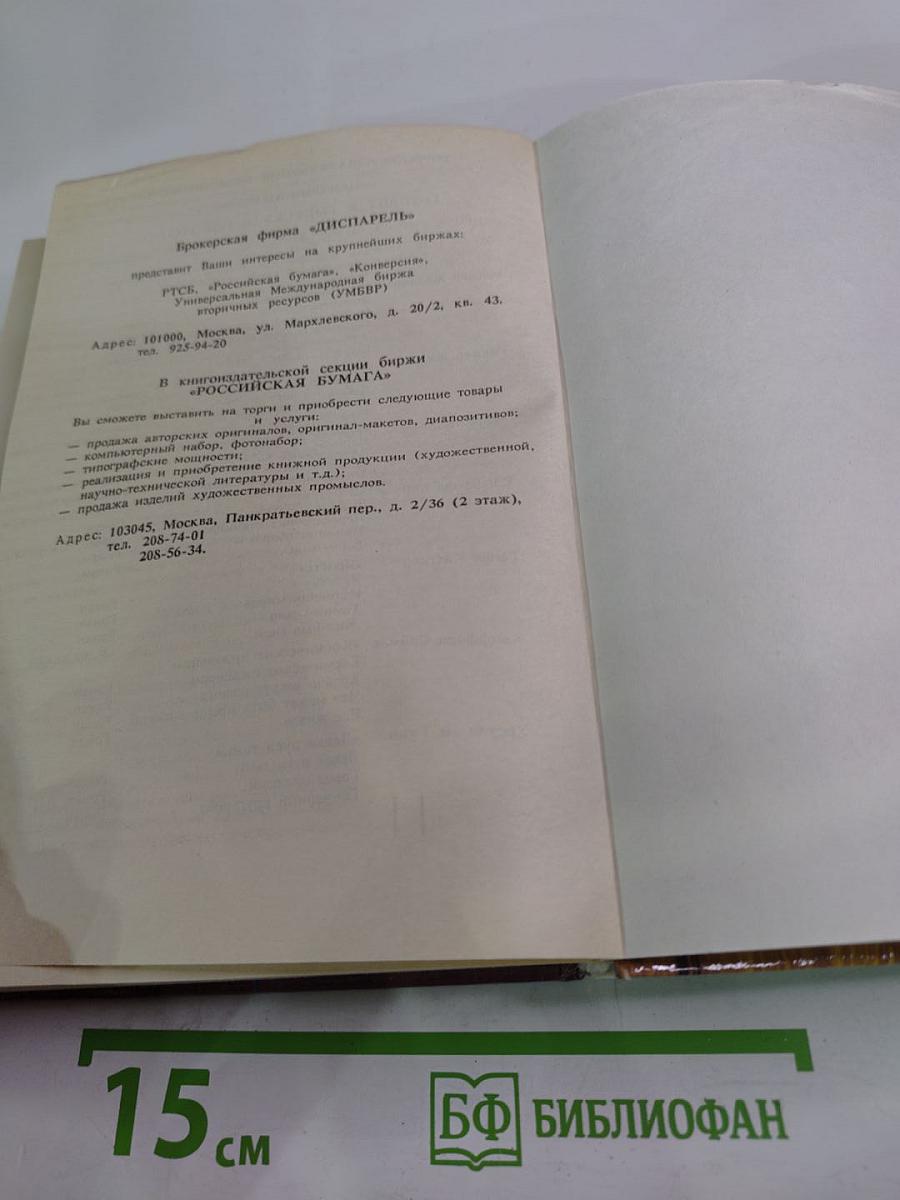 Брокерская фирма «ДИСПАРЕЛЬ»
представит Ваши интересы на крупнейших биржах:
РТСБ, «Российская бумага», «Конверсия»,
Универсальная Международная биржа
вторичных ресурсов (УМБВР)
Адрес: 101000, Москва, ул. Мархлевского, д. 20/2, кв. 43,
тел. 925-94-20
В книгоиздательской секции биржи
«РОССИЙСКАЯ БУМАГА»
Вы сможете выставить на торги и приобрести следующие товары
и услуги:
— продажа авторских оригиналов, оригинал-макетов, диапозитивов;
— компьютерный набор, фотонабор;
— типографские мощности;
— реализация и приобретение книжной продукции (художественной,
научно-технической литературы и т.д.);
— продажа изделий художественных промыслов.
Адрес: 103045, Москва, Панкратьевский пер., д. 2/36 (2 этаж),
тел. 208-74-01
208-56-34.
15 см
БФ БИБЛИОФАН